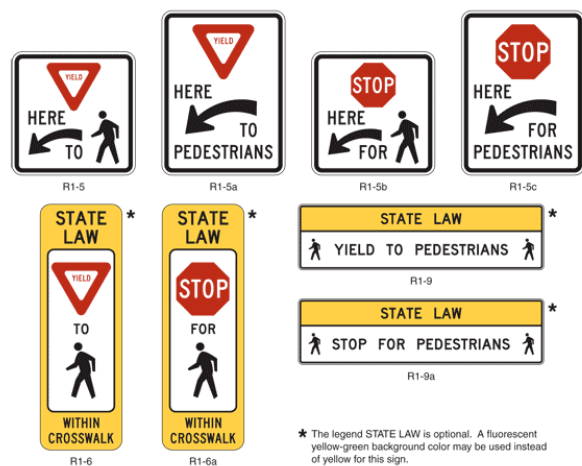 YIELD
HERE
TO
R1-5
YIELD
HERE
TO
PEDESTRIANS
R1-5a
STOP
HERE
FOR
R1-5b
STOP
HERE
FOR
PEDESTRIANS
R1-5c
STATE
LAW
*
YIELD
TO
WITHIN
CROSSWALK
R1-6
STATE
LAW
*
STOP
FOR
WITHIN
CROSSWALK
R1-6a
STATE LAW
*
YIELD TO PEDESTRIANS
R1-9
STATE LAW
*
STOP FOR PEDESTRIANS
R1-9a
* The legend STATE LAW is optional. A fluorescent
yellow-green background color may be used instead
of yellow for this sign.